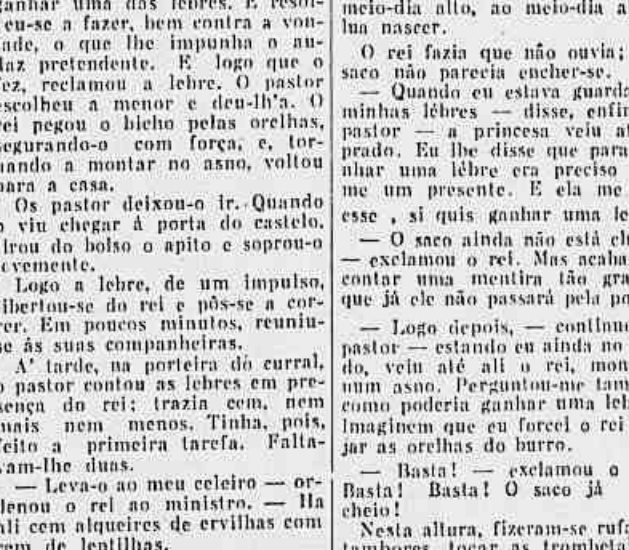 ganhar uma das lebres. E resol-
eu-se a fazer, bem contra a von-
ade, o que lhe impunha o au-
daz pretendente. E logo que o
ez, reclamou a lebre. O pastor
escolheu a menor e deu-lh'a. O
rei pegou o bicho pelas orelhas,
segurando-o com força, e, tor-
nando a montar no asno, voltou
para a casa.
Os pastor deixou-o ir. Quando
o viu chegar á porta do castelo,
tirou do bolso o apito e soprou-o
levemente.
Logo a lebre, de um impulso,
libertou-se do rei e pôs-se a cor-
rer. Em poucos minutos, reuniu-
se ás suas companheiras.
A' tarde, na porteira do curral,
o pastor contou as lebres em pre-
sença do rei; trazia cem, nem
mais nem menos. Tinha, pois,
feito a primeira tarefa. Falta-
vam-lhe duas.
— Leva-o ao meu celeiro — or-
denou o rei ao ministro. — Ha
ali cem alqueires de ervilhas com
cem de lentilhas.
meio-dia alto, ao meio-dia a
lua nascer.
O rei fazia que não ouvia;
saco não parecia encher-se.
— Quando eu estava guarda
minhas lébres — disse, enfim
pastor — a princesa veiu at
prado. Eu lhe disse que para
nhar uma lébre era preciso
me um presente. E ela me
esse , si quis ganhar uma le
— O saco ainda não está ch
— exclamou o rei. Mas acaba
contar uma mentira tão gra
que já ele não passará pela po
— Logo depois, — continuo
pastor — estando eu ainda no
do, veiu até ali o rei, mon
num asno. Perguntou-me tam
como poderia ganhar uma leb
Imaginem que eu forcei o rei
jar as orelhas do burro.
— Basta! — exclamou o
Basta! Basta! O saco já
cheio!
Nesta altura, fizeram-se rufa
tambores, tocar as trombeta